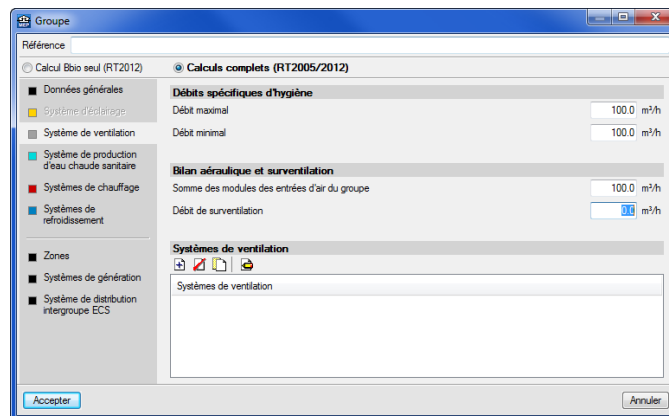 Groupe
Référence
Calcul Bbio seul (RT2012)
Calculs complets (RT2005/2012)
Données générales
Système d'éclairage
Système de ventilation
Système de production
d'eau chaude sanitaire
Systèmes de chauffage
Systèmes de
refroidissement
Zones
Systèmes de génération
Système de distribution
intergroupe ECS
Débits spécifiques d'hygiène
Débit maximal 100.0 m³/h
Débit minimal 100.0 m³/h
Bilan aéraulique et surventilation
Somme des modules des entrées d'air du groupe 100.0 m³/h
Débit de surventilation 0.0 m³/h
Systèmes de ventilation
Systèmes de ventilation
Accepter
Annuler